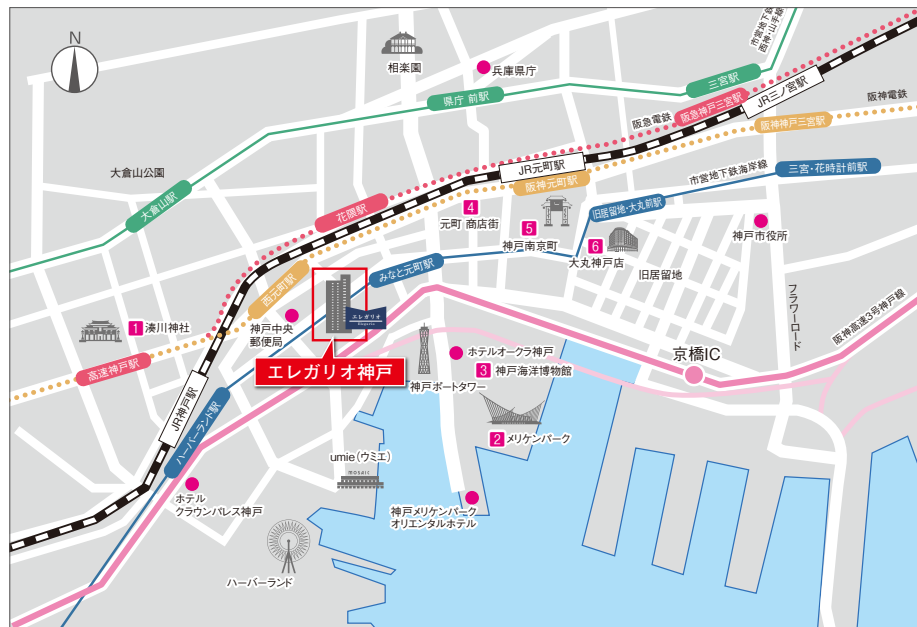 N
相楽園
兵庫県庁
市営地下鉄
西神・山手線
三宮駅
県庁 前駅
JR三ノ宮駅
阪急神戸三宮駅
阪急電鉄
阪神電鉄
阪神神戸三宮駅
大倉山公園
JR元町駅
阪神元町駅
市営地下鉄海岸線
三宮・花時計前駅
大倉山駅
花隈駅
4
元町 商店街
5
神戸南京町
旧居留地・大丸前駅
6
大丸神戸店
神戸市役所
旧居留地
みなと元町駅
西元町駅
フラワーロード
阪神高速3号神戸線
1 湊川神社
神戸中央
郵便局
エレガリオ
エレガリオ神戸
高速神戸駅
京橋IC
ホテルオークラ神戸
3 神戸海洋博物館
神戸ポートタワー
JR神戸駅
ハーバーランド駅
2 メリケンパーク
umie(ウミエ)
mosaic
ホテル
クラウンパレス神戸
神戸メリケンパーク
オリエンタルホテル
ハーバーランド